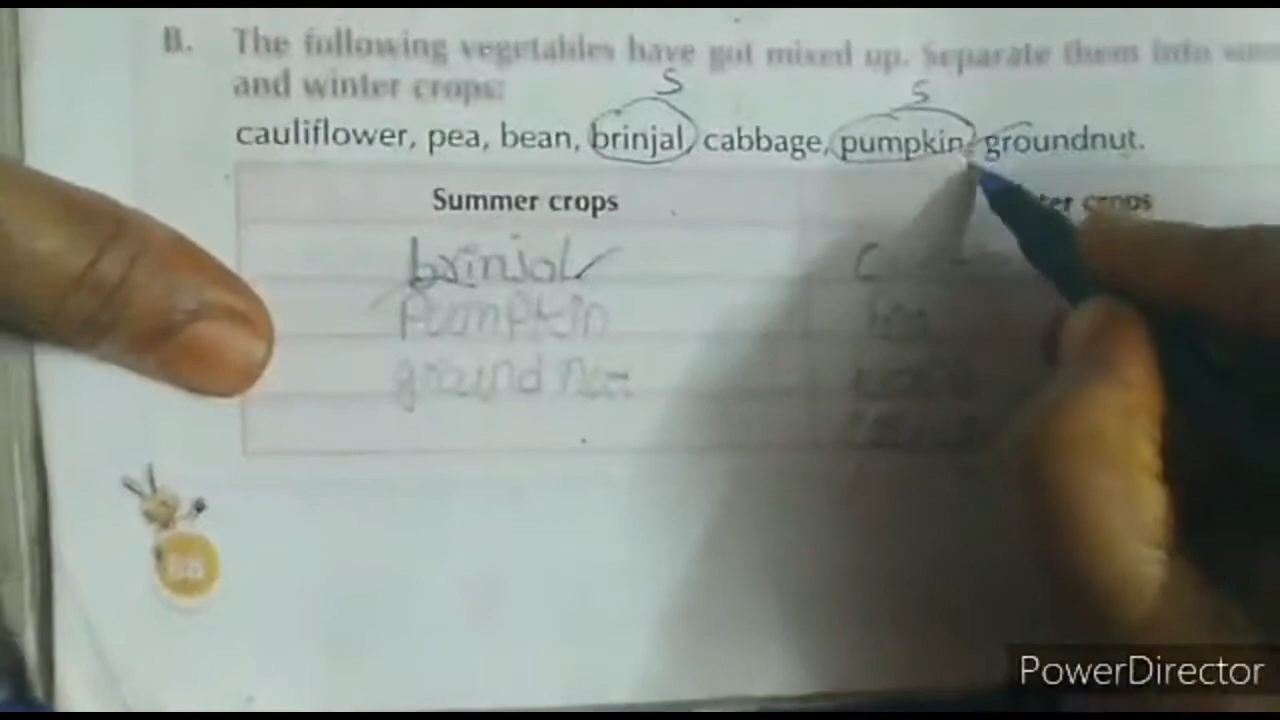 B. The following vegetables have got mixed up. Separate them into
and winter crops:
S S
cauliflower, pea, bean, brinjal, cabbage, pumpkin, groundnut.
Summer crops crops
brinjal
Pumpkin
ground nut
PowerDirector